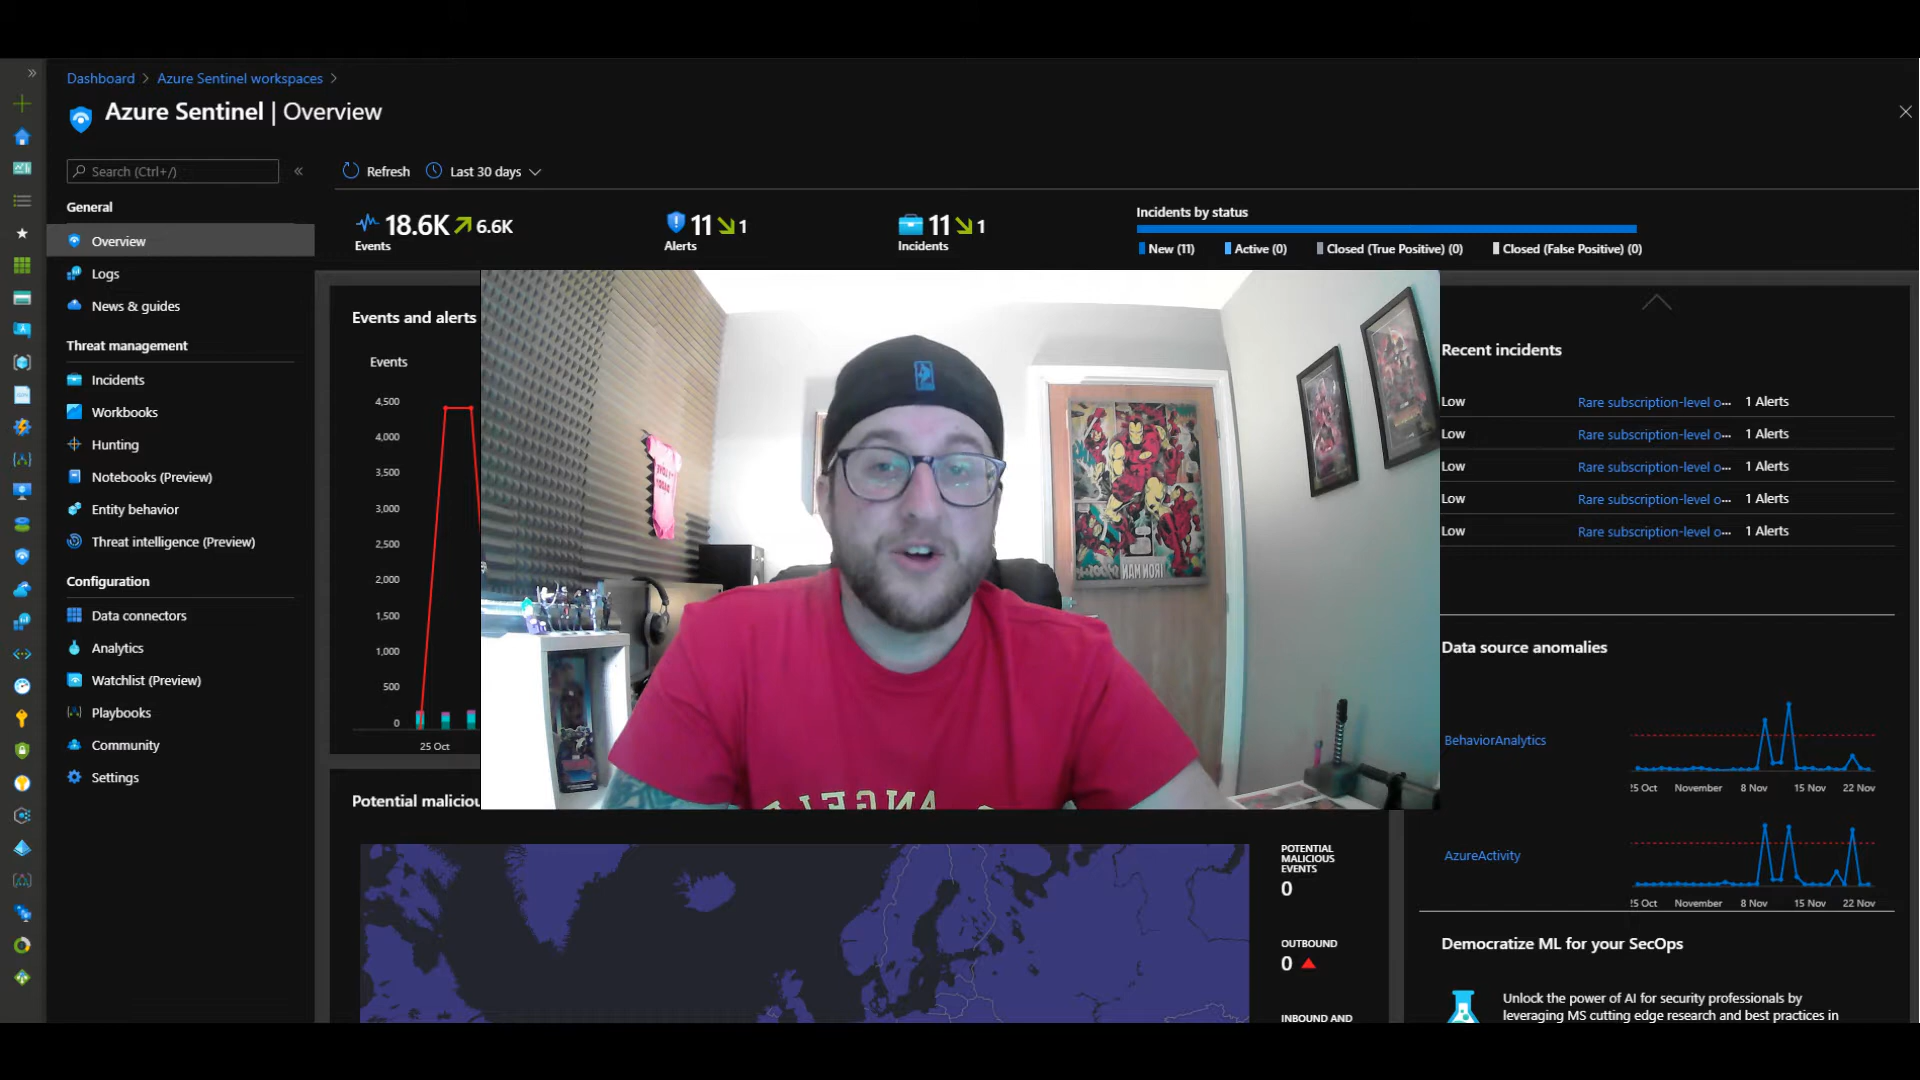 Dashboard > Azure Sentinel workspaces >
Azure Sentinel | Overview
Search (Ctrl+/)
«
Refresh
Last 30 days
General
Overview
Logs
News & guides
Threat management
Incidents
Workbooks
Hunting
Notebooks (Preview)
Entity behavior
Threat intelligence (Preview)
Configuration
Data connectors
Analytics
Watchlist (Preview)
Playbooks
Community
Settings
18.6K 6.6K
Events
11 1
Alerts
11 1
Incidents
Incidents by status
New (11)
Active (0)
Closed (True Positive) (0)
Closed (False Positive) (0)
Events and alerts
Events
4,500
4,000
3,500
3,000
2,500
2,000
1,500
1,000
500
0
25 Oct
IRON MAN
ANGEL
Recent incidents
Low Rare subscription-level o... 1 Alerts
Low Rare subscription-level o... 1 Alerts
Low Rare subscription-level o... 1 Alerts
Low Rare subscription-level o... 1 Alerts
Low Rare subscription-level o... 1 Alerts
Data source anomalies
BehaviorAnalytics
25 Oct November 8 Nov 15 Nov 22 Nov
AzureActivity
25 Oct November 8 Nov 15 Nov 22 Nov
Potential maliciou
POTENTIAL
MALICIOUS
EVENTS
0
OUTBOUND
0
INBOUND AND
Democratize ML for your SecOps
Unlock the power of AI for security professionals by
leveraging MS cutting edge research and best practices in